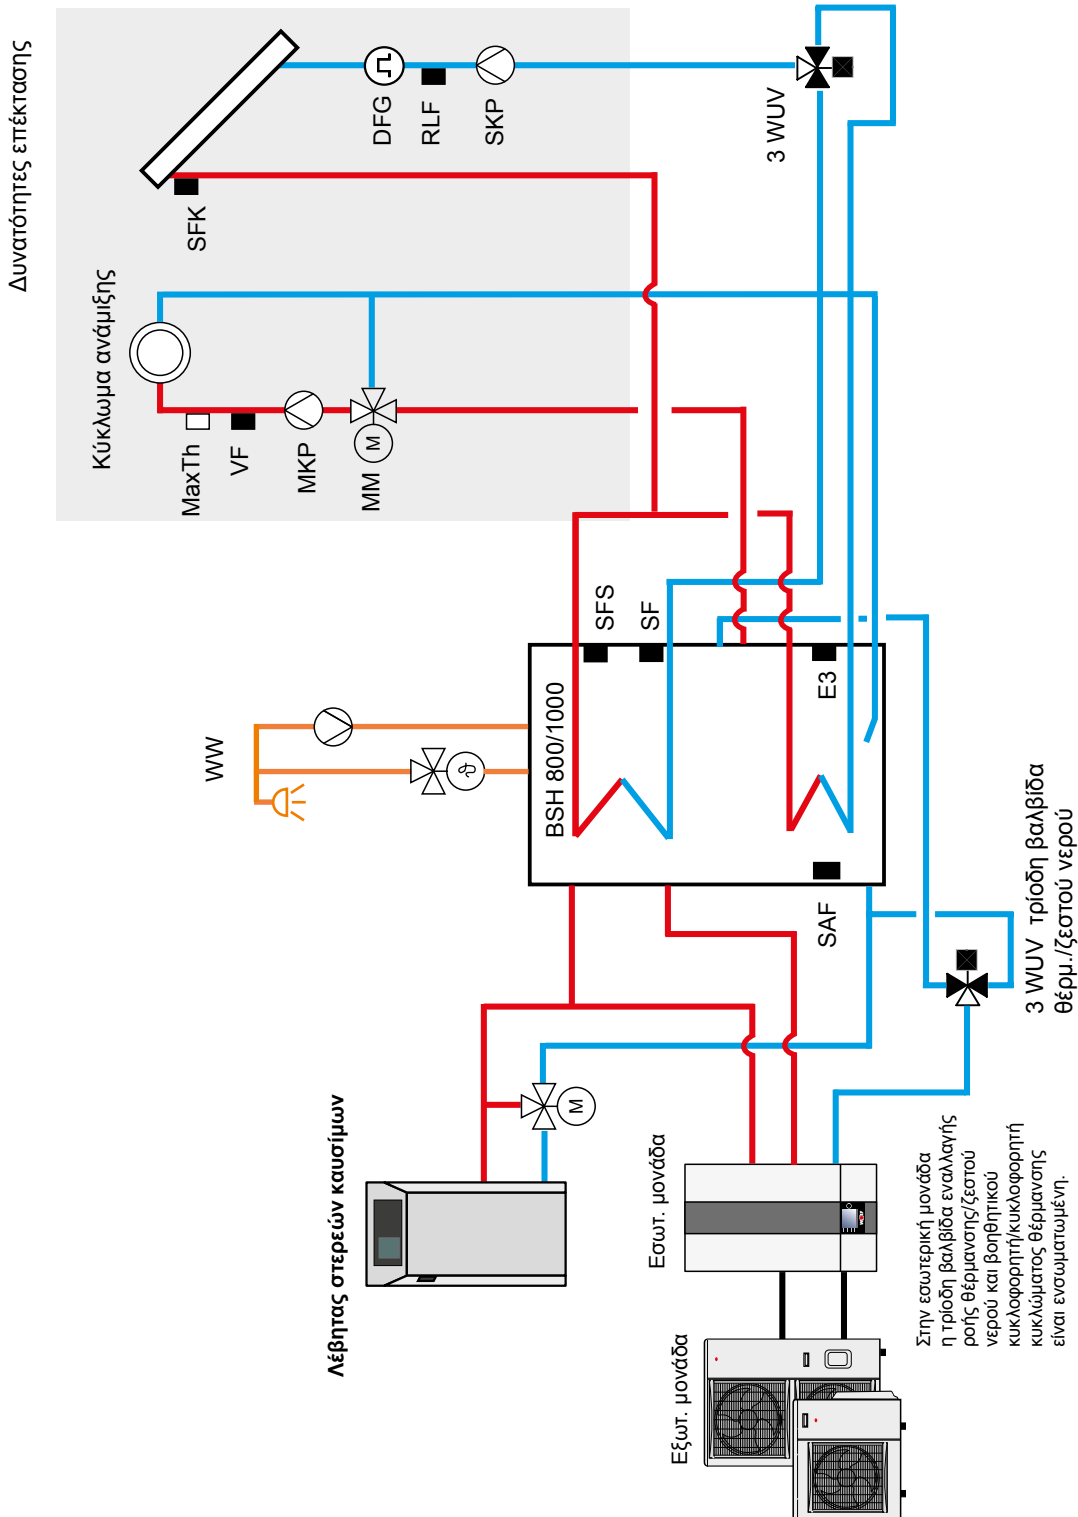 Δυνατότητες επέκτασης
Κύκλωμα ανάμιξης
MaxTh
VF
MKP
MM
M
SFK
DFG
RLF
SKP
3 WUV
WW
ϑ
BSH 800/1000
SFS
SF
E3
SAF
3 WUV τρίοδη βαλβίδα
θέρμ./ζεστού νερού
Λέβητας στερεών καυσίμων
M
Εσωτ. μονάδα
Εξωτ. μονάδα
Στην εσωτερική μονάδα
η τρίοδη βαλβίδα εναλλαγής
ροής θέρμανσης/ζεστού
νερού και βοηθητικού
κυκλοφορητή/κυκλοφορητή
κυκλώματος θέρμανσης
είναι ενσωματωμένη.